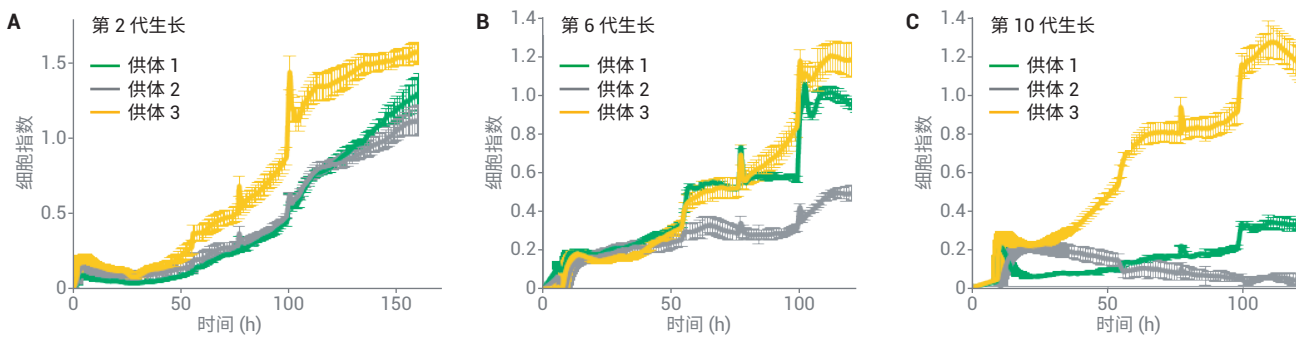 A 第 2 代生长
供体 1
供体 2
供体 3
细胞指数
1.5
1.0
0.5
0
0 50 100 150
时间 (h)
B 第 6 代生长
供体 1
供体 2
供体 3
细胞指数
1.4
1.2
1.0
0.8
0.6
0.4
0.2
0
0 50 100
时间 (h)
C 第 10 代生长
供体 1
供体 2
供体 3
细胞指数
1.4
1.2
1.0
0.8
0.6
0.4
0.2
0
0 50 100
时间 (h)